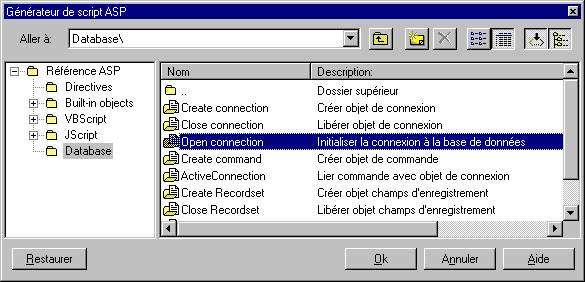 Générateur de script ASP
Aller à: Database\
Référence ASP
Directives
Built-in objects
VBScript
JScript
Database
Nom Description:
.. Dossier supérieur
Create connection Créer objet de connexion
Close connection Libérer objet de connexion
Open connection Initialiser la connexion à la base de données
Create command Créer objet de commande
ActiveConnection Lier commande avec objet de connexion
Create Recordset Créer objet champs d'enregistrement
Close Recordset Libérer objet champs d'enregistrement
Restaurer Ok Annuler Aide